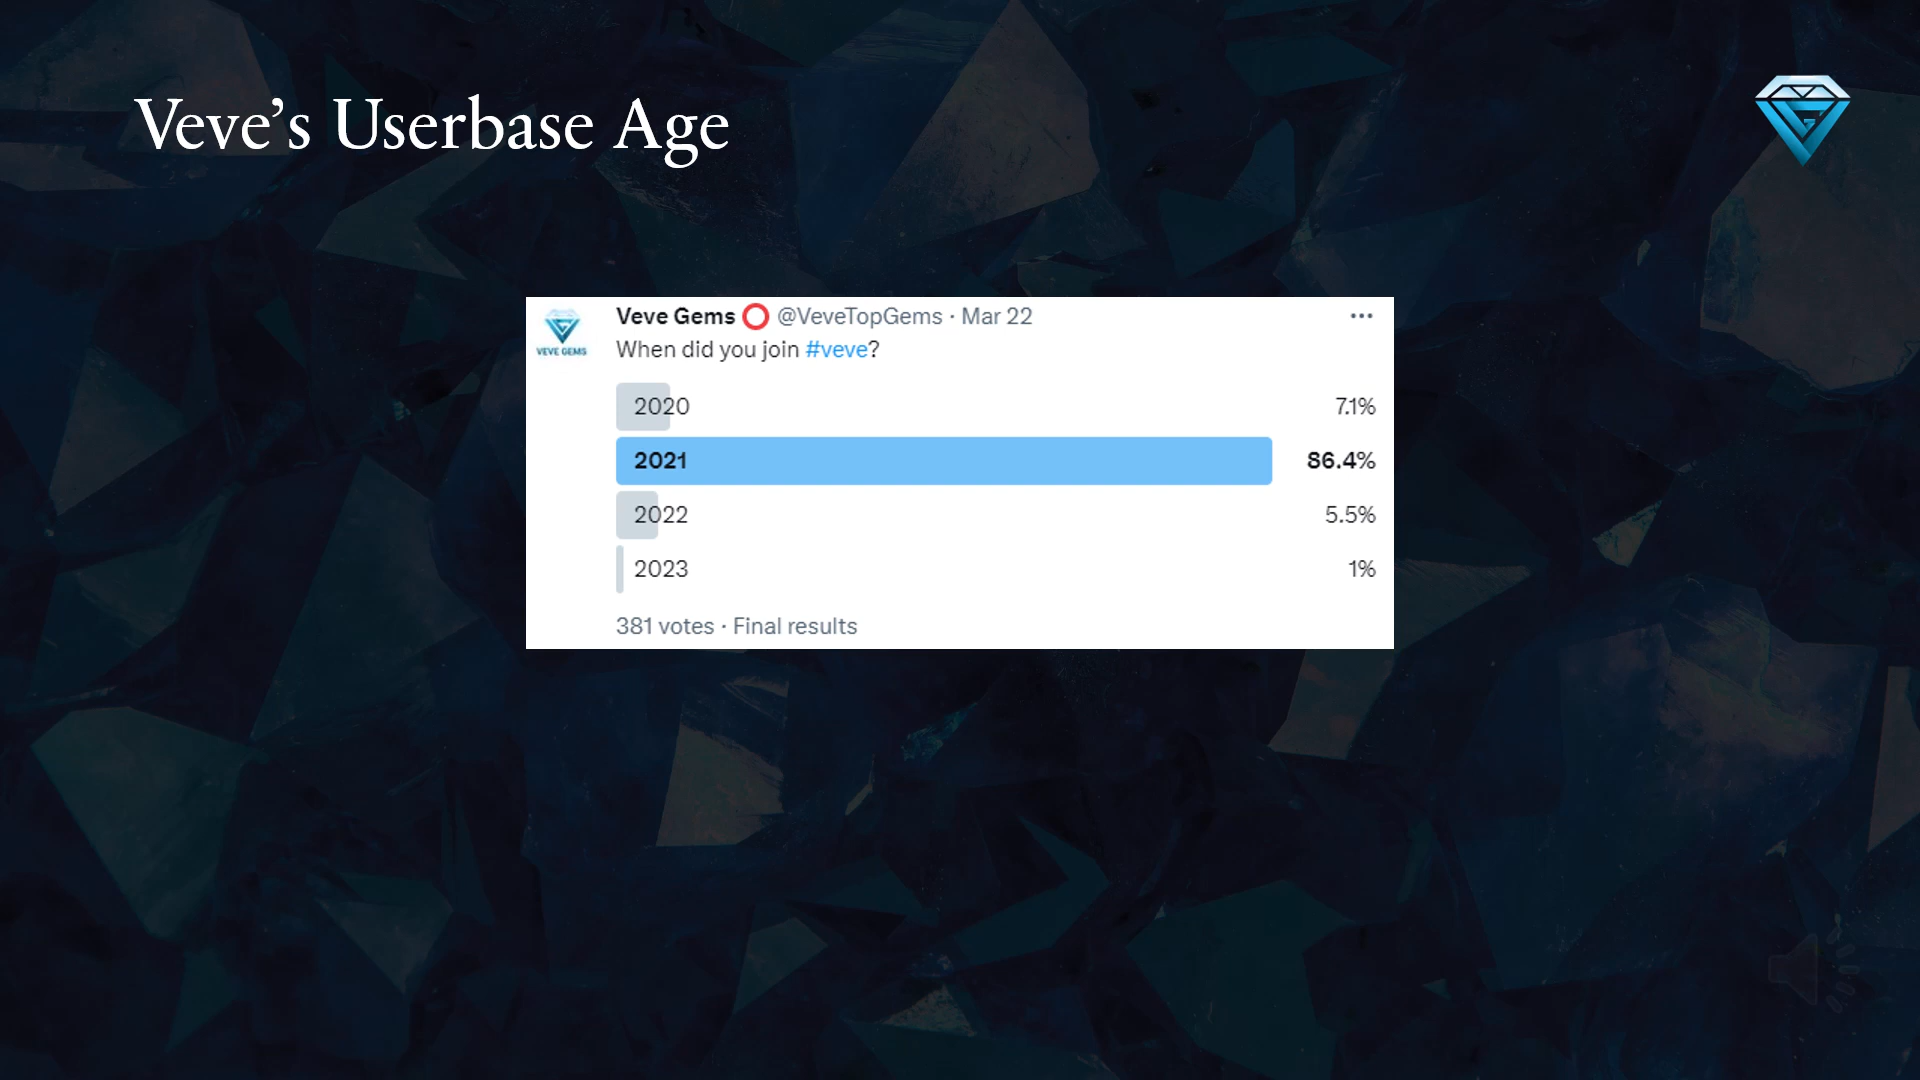 Veve’s Userbase Age
Veve Gems ⭕ @VeveTopGems · Mar 22
When did you join #veve?
VEVE GEMS
2020 7.1%
2021 86.4%
2022 5.5%
2023 1%
381 votes · Final results